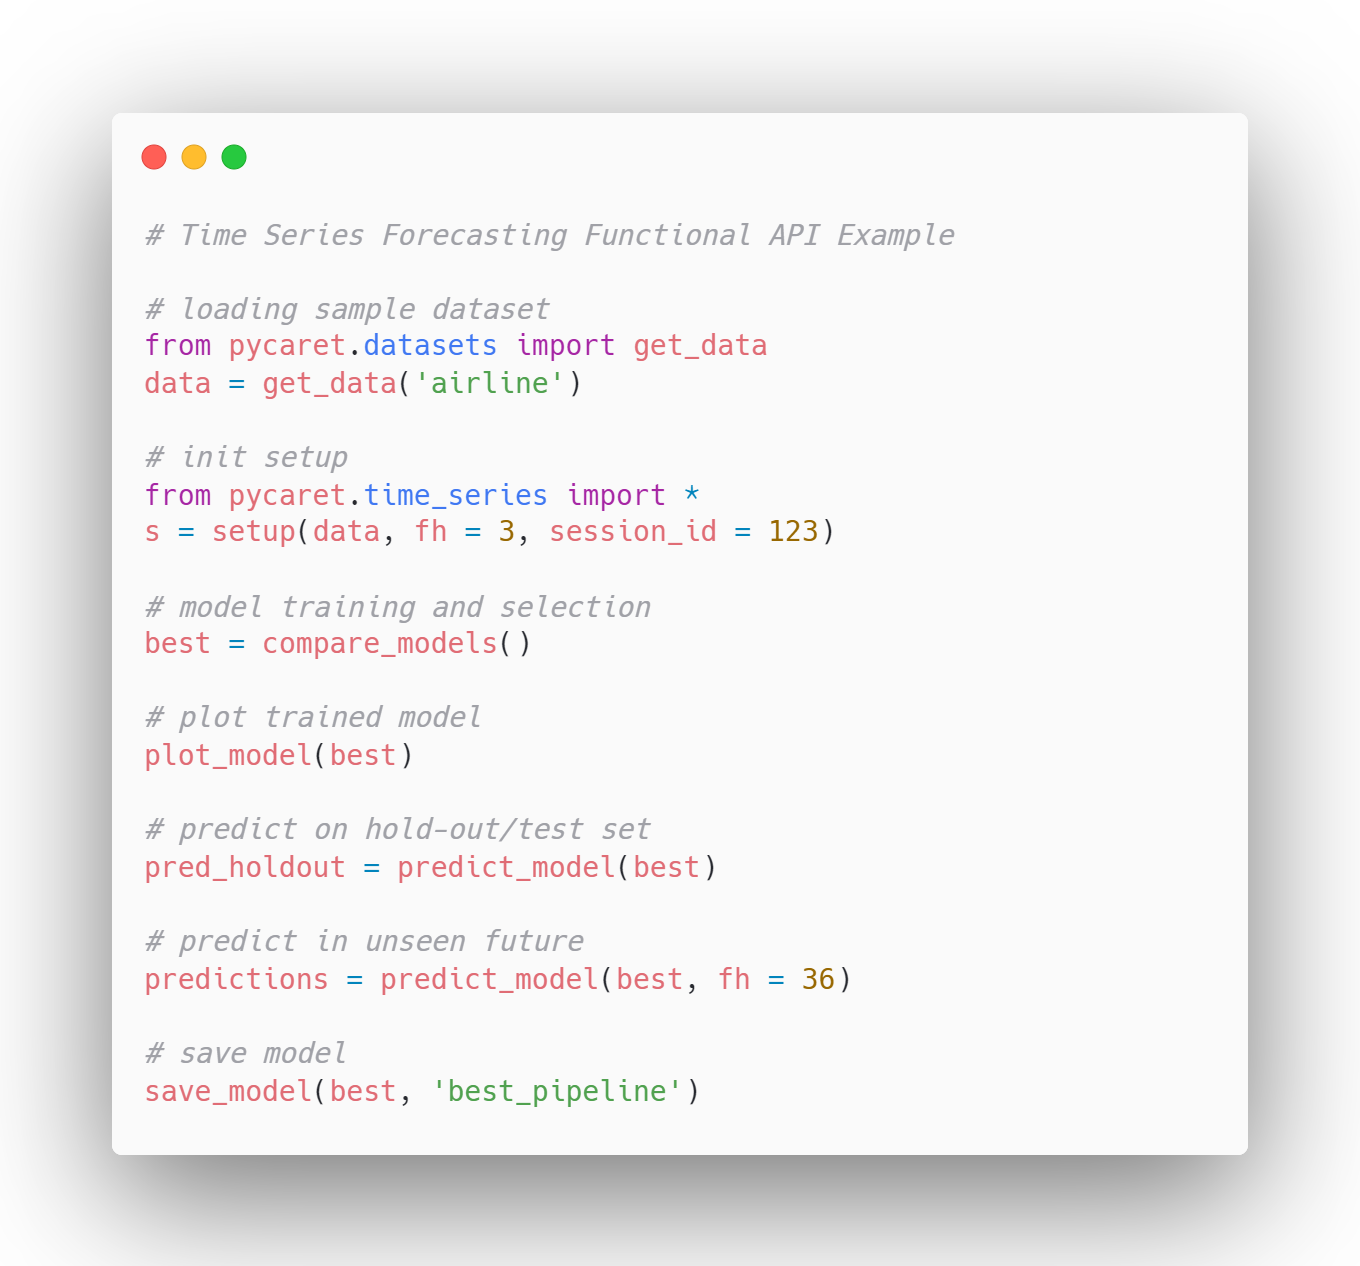 # Time Series Forecasting Functional API Example
# loading sample dataset
from pycaret.datasets import get_data
data = get_data('airline')
# init setup
from pycaret.time_series import *
s = setup(data, fh = 3, session_id = 123)
# model training and selection
best = compare_models()
# plot trained model
plot_model(best)
# predict on hold-out/test set
pred_holdout = predict_model(best)
# predict in unseen future
predictions = predict_model(best, fh = 36)
# save model
save_model(best, 'best_pipeline')